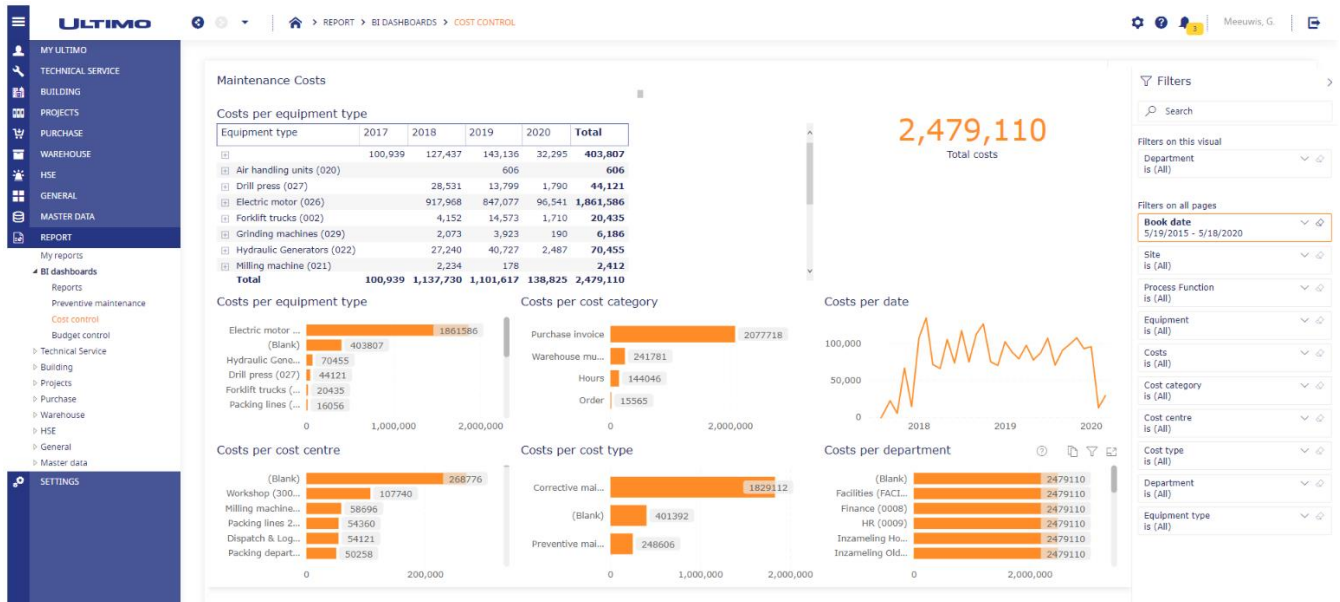 ULTIMO
> REPORT > BI DASHBOARDS > COST CONTROL
3
Meeuwis, G.
MY ULTIMO
TECHNICAL SERVICE
BUILDING
PROJECTS
PURCHASE
WAREHOUSE
HSE
GENERAL
MASTER DATA
REPORT
My reports
BI dashboards
Reports
Preventive maintenance
Cost control
Budget control
Technical Service
Building
Projects
Purchase
Warehouse
HSE
General
Master data
SETTINGS
Maintenance Costs
Costs per equipment type
Equipment type 2017 2018 2019 2020 Total
100,939 127,437 143,136 32,295 403,807
Air handling units (020) 606 606
Drill press (027) 28,531 13,799 1,790 44,121
Electric motor (026) 917,968 847,077 96,541 1,861,586
Forklift trucks (002) 4,152 14,573 1,710 20,435
Grinding machines (029) 2,073 3,923 190 6,186
Hydraulic Generators (022) 27,240 40,727 2,487 70,455
Milling machine (021) 2,234 178 2,412
Total 100,939 1,137,730 1,101,617 138,825 2,479,110
2,479,110
Total costs
Costs per equipment type
Electric motor ... 1861586
(Blank) 403807
Hydraulic Gene... 70455
Drill press (027) 44121
Forklift trucks (... 20435
Packing lines (... 16056
0 1,000,000 2,000,000
Costs per cost category
Purchase invoice 2077718
Warehouse mu... 241781
Hours 144046
Order 15565
0 2,000,000
Costs per date
100,000
50,000
0
2018 2019 2020
Costs per cost centre
(Blank) 268776
Workshop (300... 107740
Milling machine... 58696
Packing lines 2... 54360
Dispatch & Log... 54121
Packing depart... 50258
0 200,000
Costs per cost type
Corrective mai... 1829112
(Blank) 401392
Preventive mai... 248606
0 1,000,000 2,000,000
Costs per department
(Blank) 2479110
Facilities (FACI... 2479110
Finance (0008) 2479110
HR (0009) 2479110
Inzameling Ho... 2479110
Inzameling Old... 2479110
0 2,000,000
Filters
Search
Filters on this visual
Department
is (All)
Filters on all pages
Book date
5/19/2015 - 5/18/2020
Site
is (All)
Process Function
is (All)
Equipment
is (All)
Costs
is (All)
Cost category
is (All)
Cost centre
is (All)
Cost type
is (All)
Department
is (All)
Equipment type
is (All)